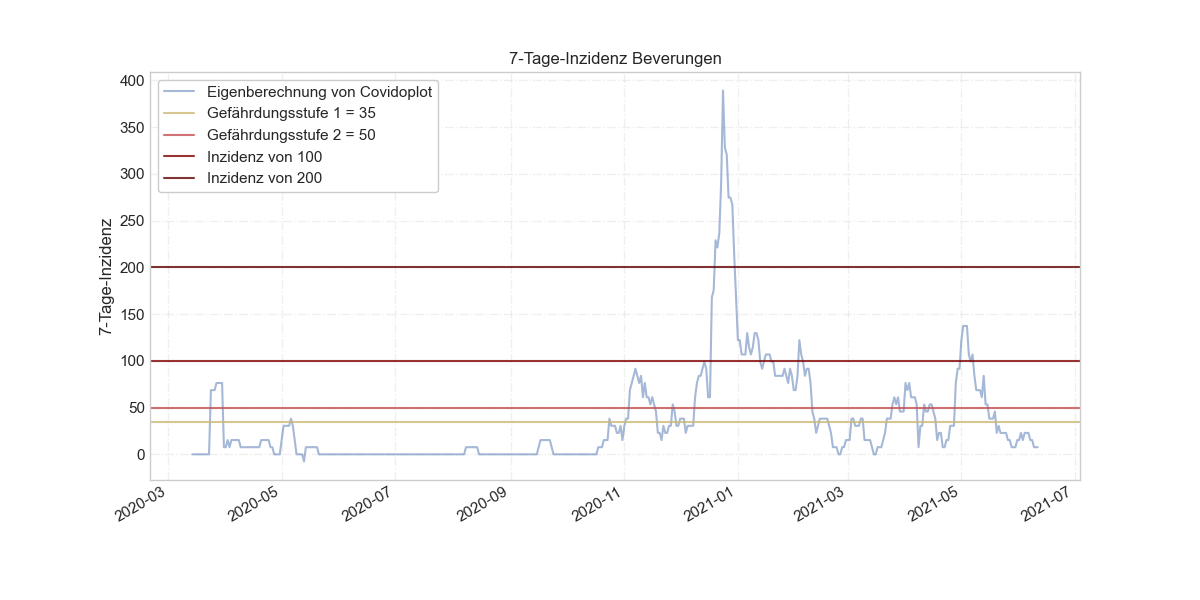 7-Tage-Inzidenz Beverungen
Eigenberechnung von Covidoplot
Gefährdungsstufe 1 = 35
Gefährdungsstufe 2 = 50
Inzidenz von 100
Inzidenz von 200
7-Tage-Inzidenz
400
350
300
250
200
150
100
50
0
2020-03
2020-05
2020-07
2020-09
2020-11
2021-01
2021-03
2021-05
2021-07